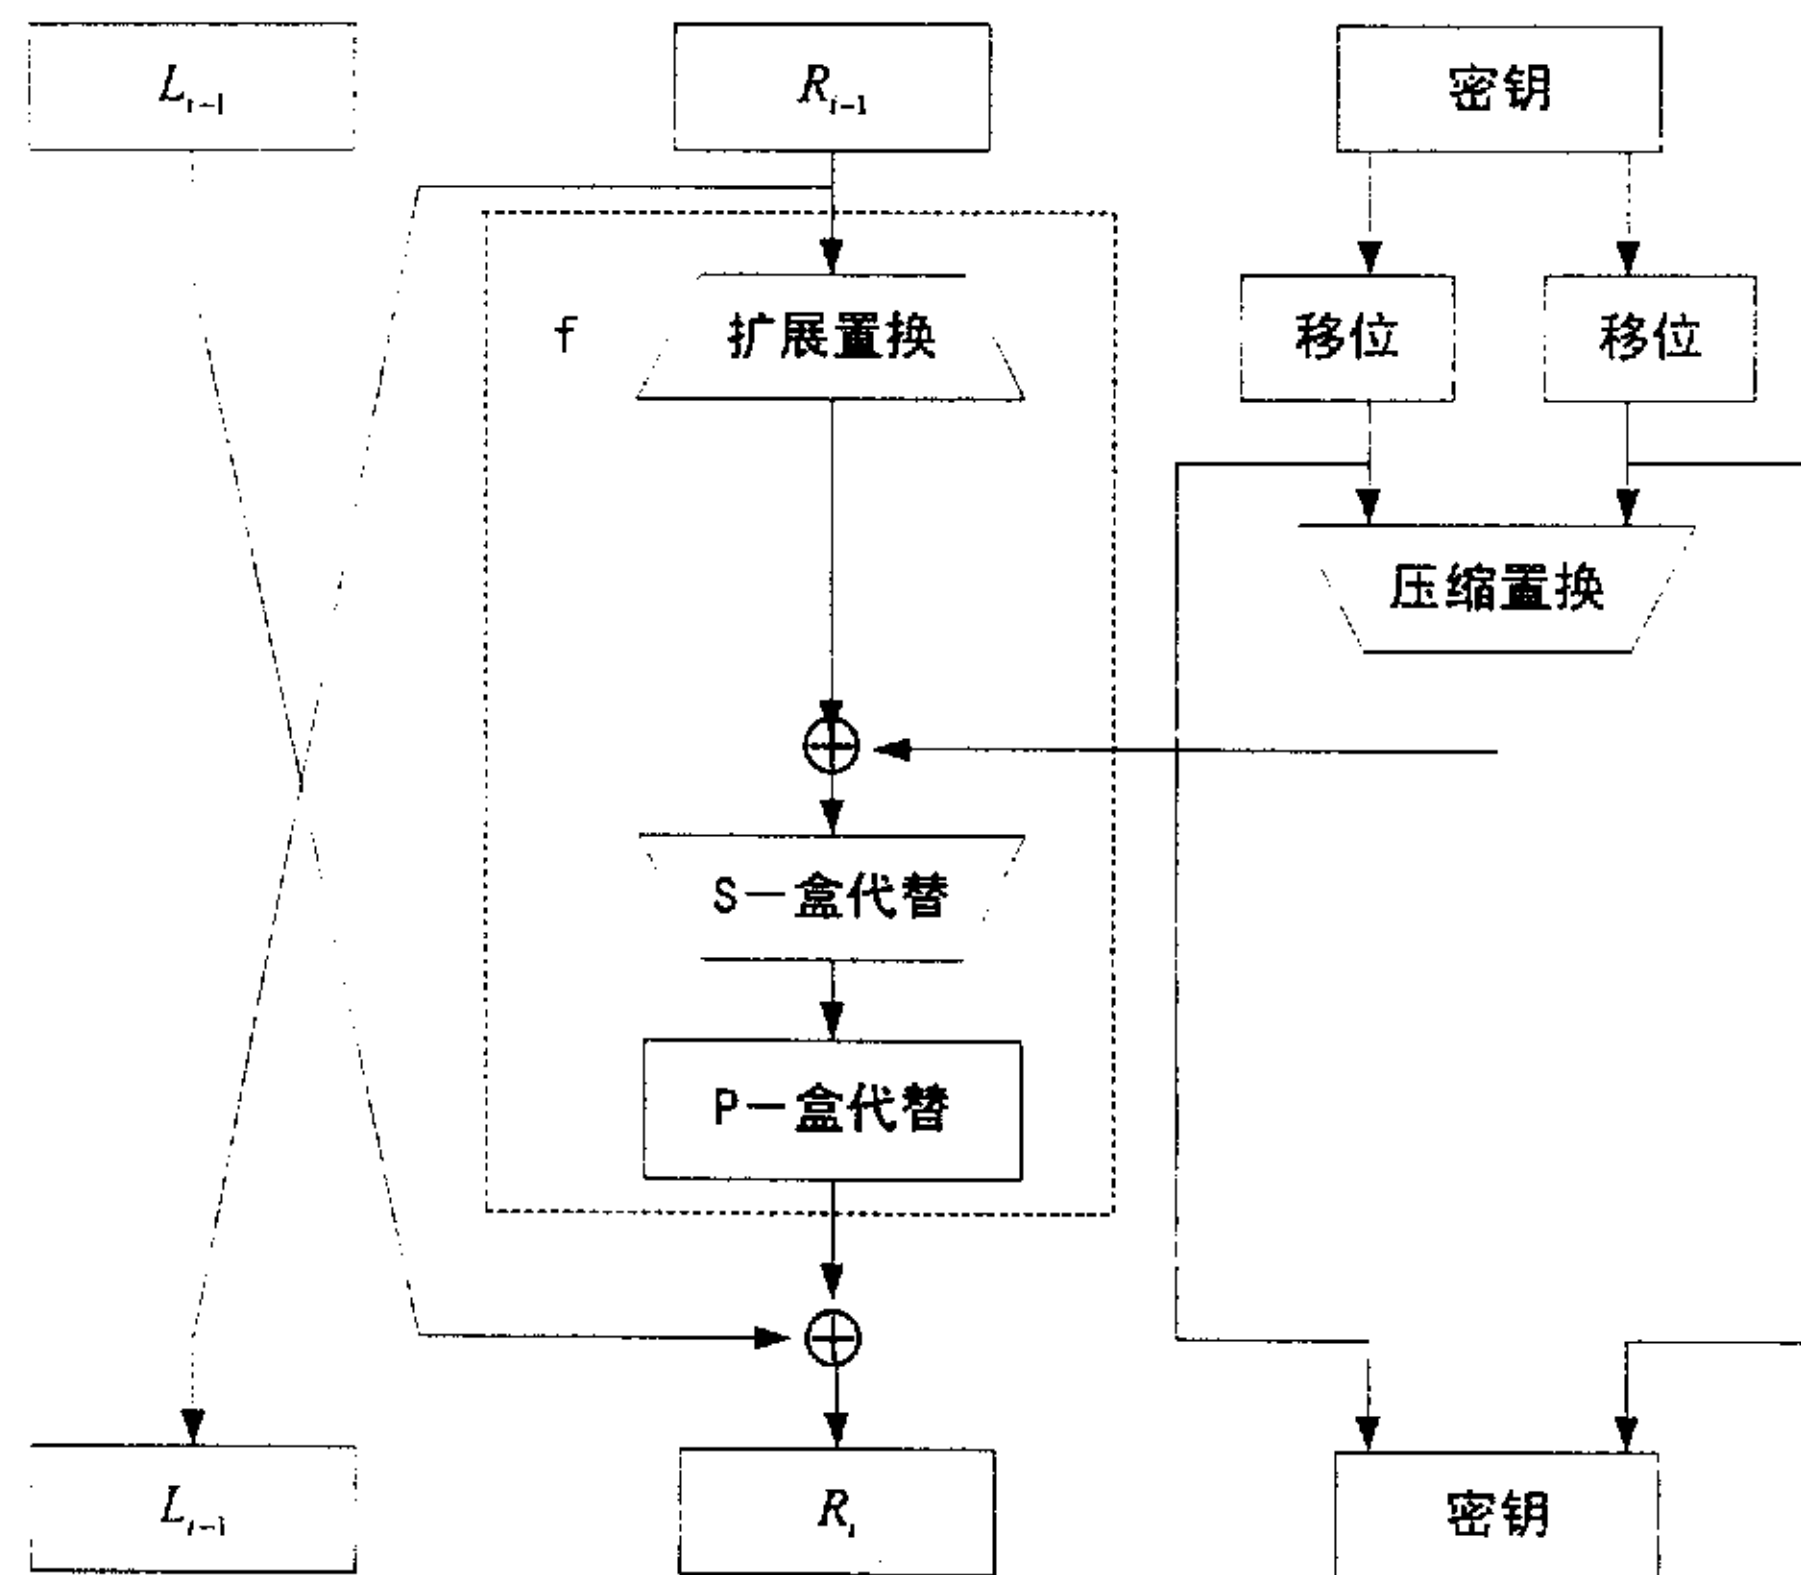 L_{i-1}
R_{i-1}
密钥
f
扩展置换
移位
移位
压缩置换
S—盒代替
P—盒代替
L_{i-1}
R_i
密钥